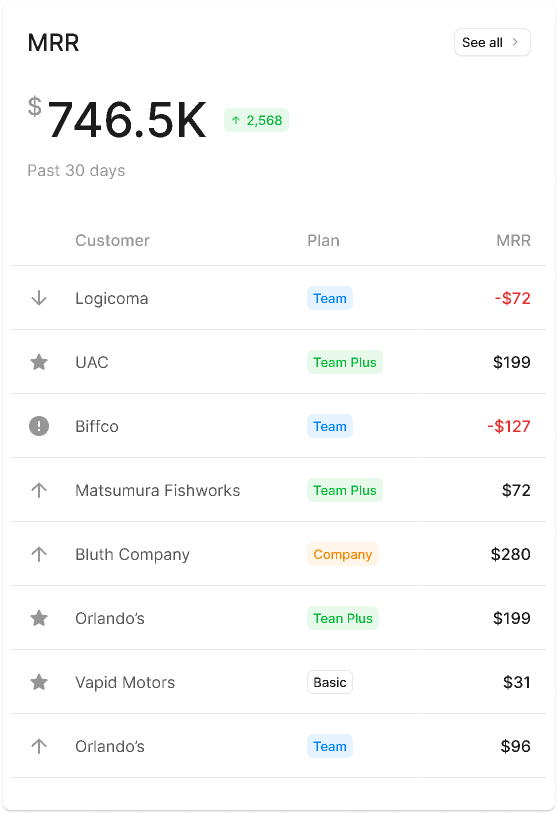 MRR
See all
$746.5K
↑ 2,568
Past 30 days
Customer Plan MRR
Logicoma Team -$72
UAC Team Plus $199
Biffco Team -$127
Matsumura Fishworks Team Plus $72
Bluth Company Company $280
Orlando’s Tean Plus $199
Vapid Motors Basic $31
Orlando’s Team $96